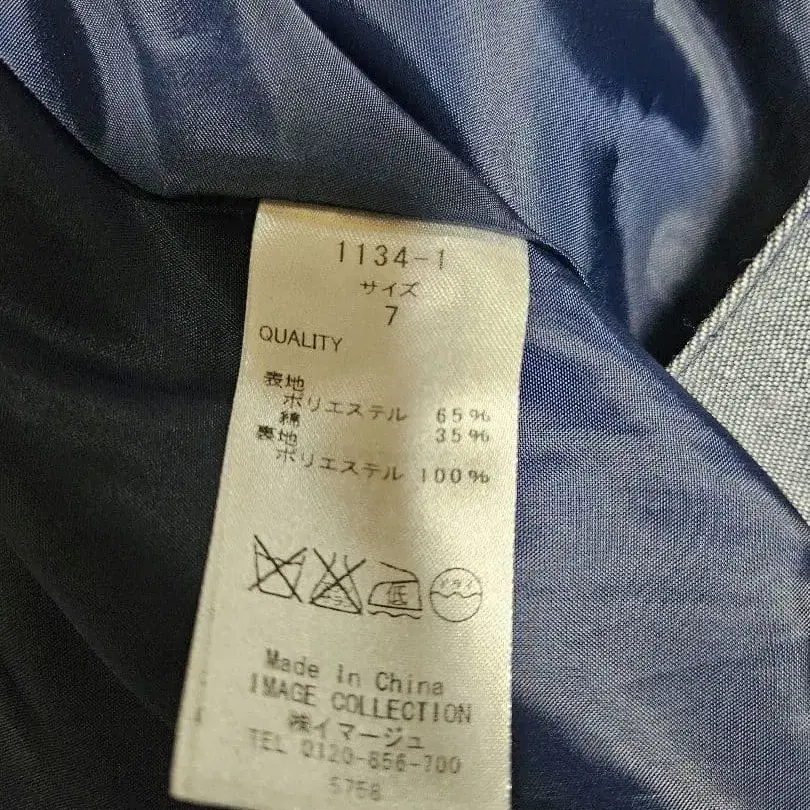 1134-1
サイズ
7
QUALITY
表地
ポリエステル 65%
綿 35%
裏地
ポリエステル 100%
低 ドライ
Made in China
IMAGE COLLECTION
㈱イマージュ
TEL 0120-856-700
5758